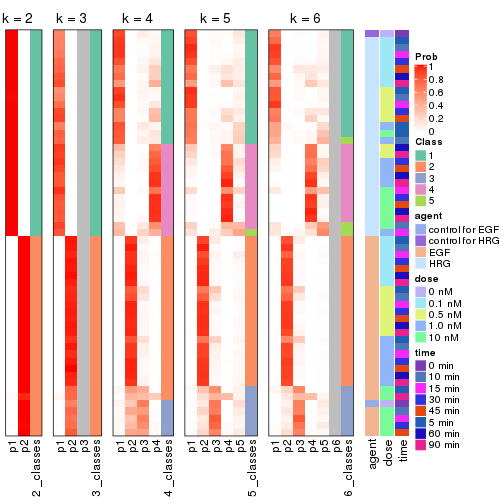 k = 2
k = 3
k = 4
k = 5
k = 6
p1
p2
2_classes
p1
p2
p3
3_classes
p1
p2
p3
p4
4_classes
p1
p2
p3
p4
p5
5_classes
p1
p2
p3
p4
p5
p6
6_classes
agent
dose
time
Prob
1
0.8
0.6
0.4
0.2
0
Class
1
2
3
4
5
agent
control for EGF
control for HRG
EGF
HRG
dose
0 nM
0.1 nM
0.5 nM
1.0 nM
10 nM
time
0 min
10 min
15 min
30 min
45 min
5 min
60 min
90 min